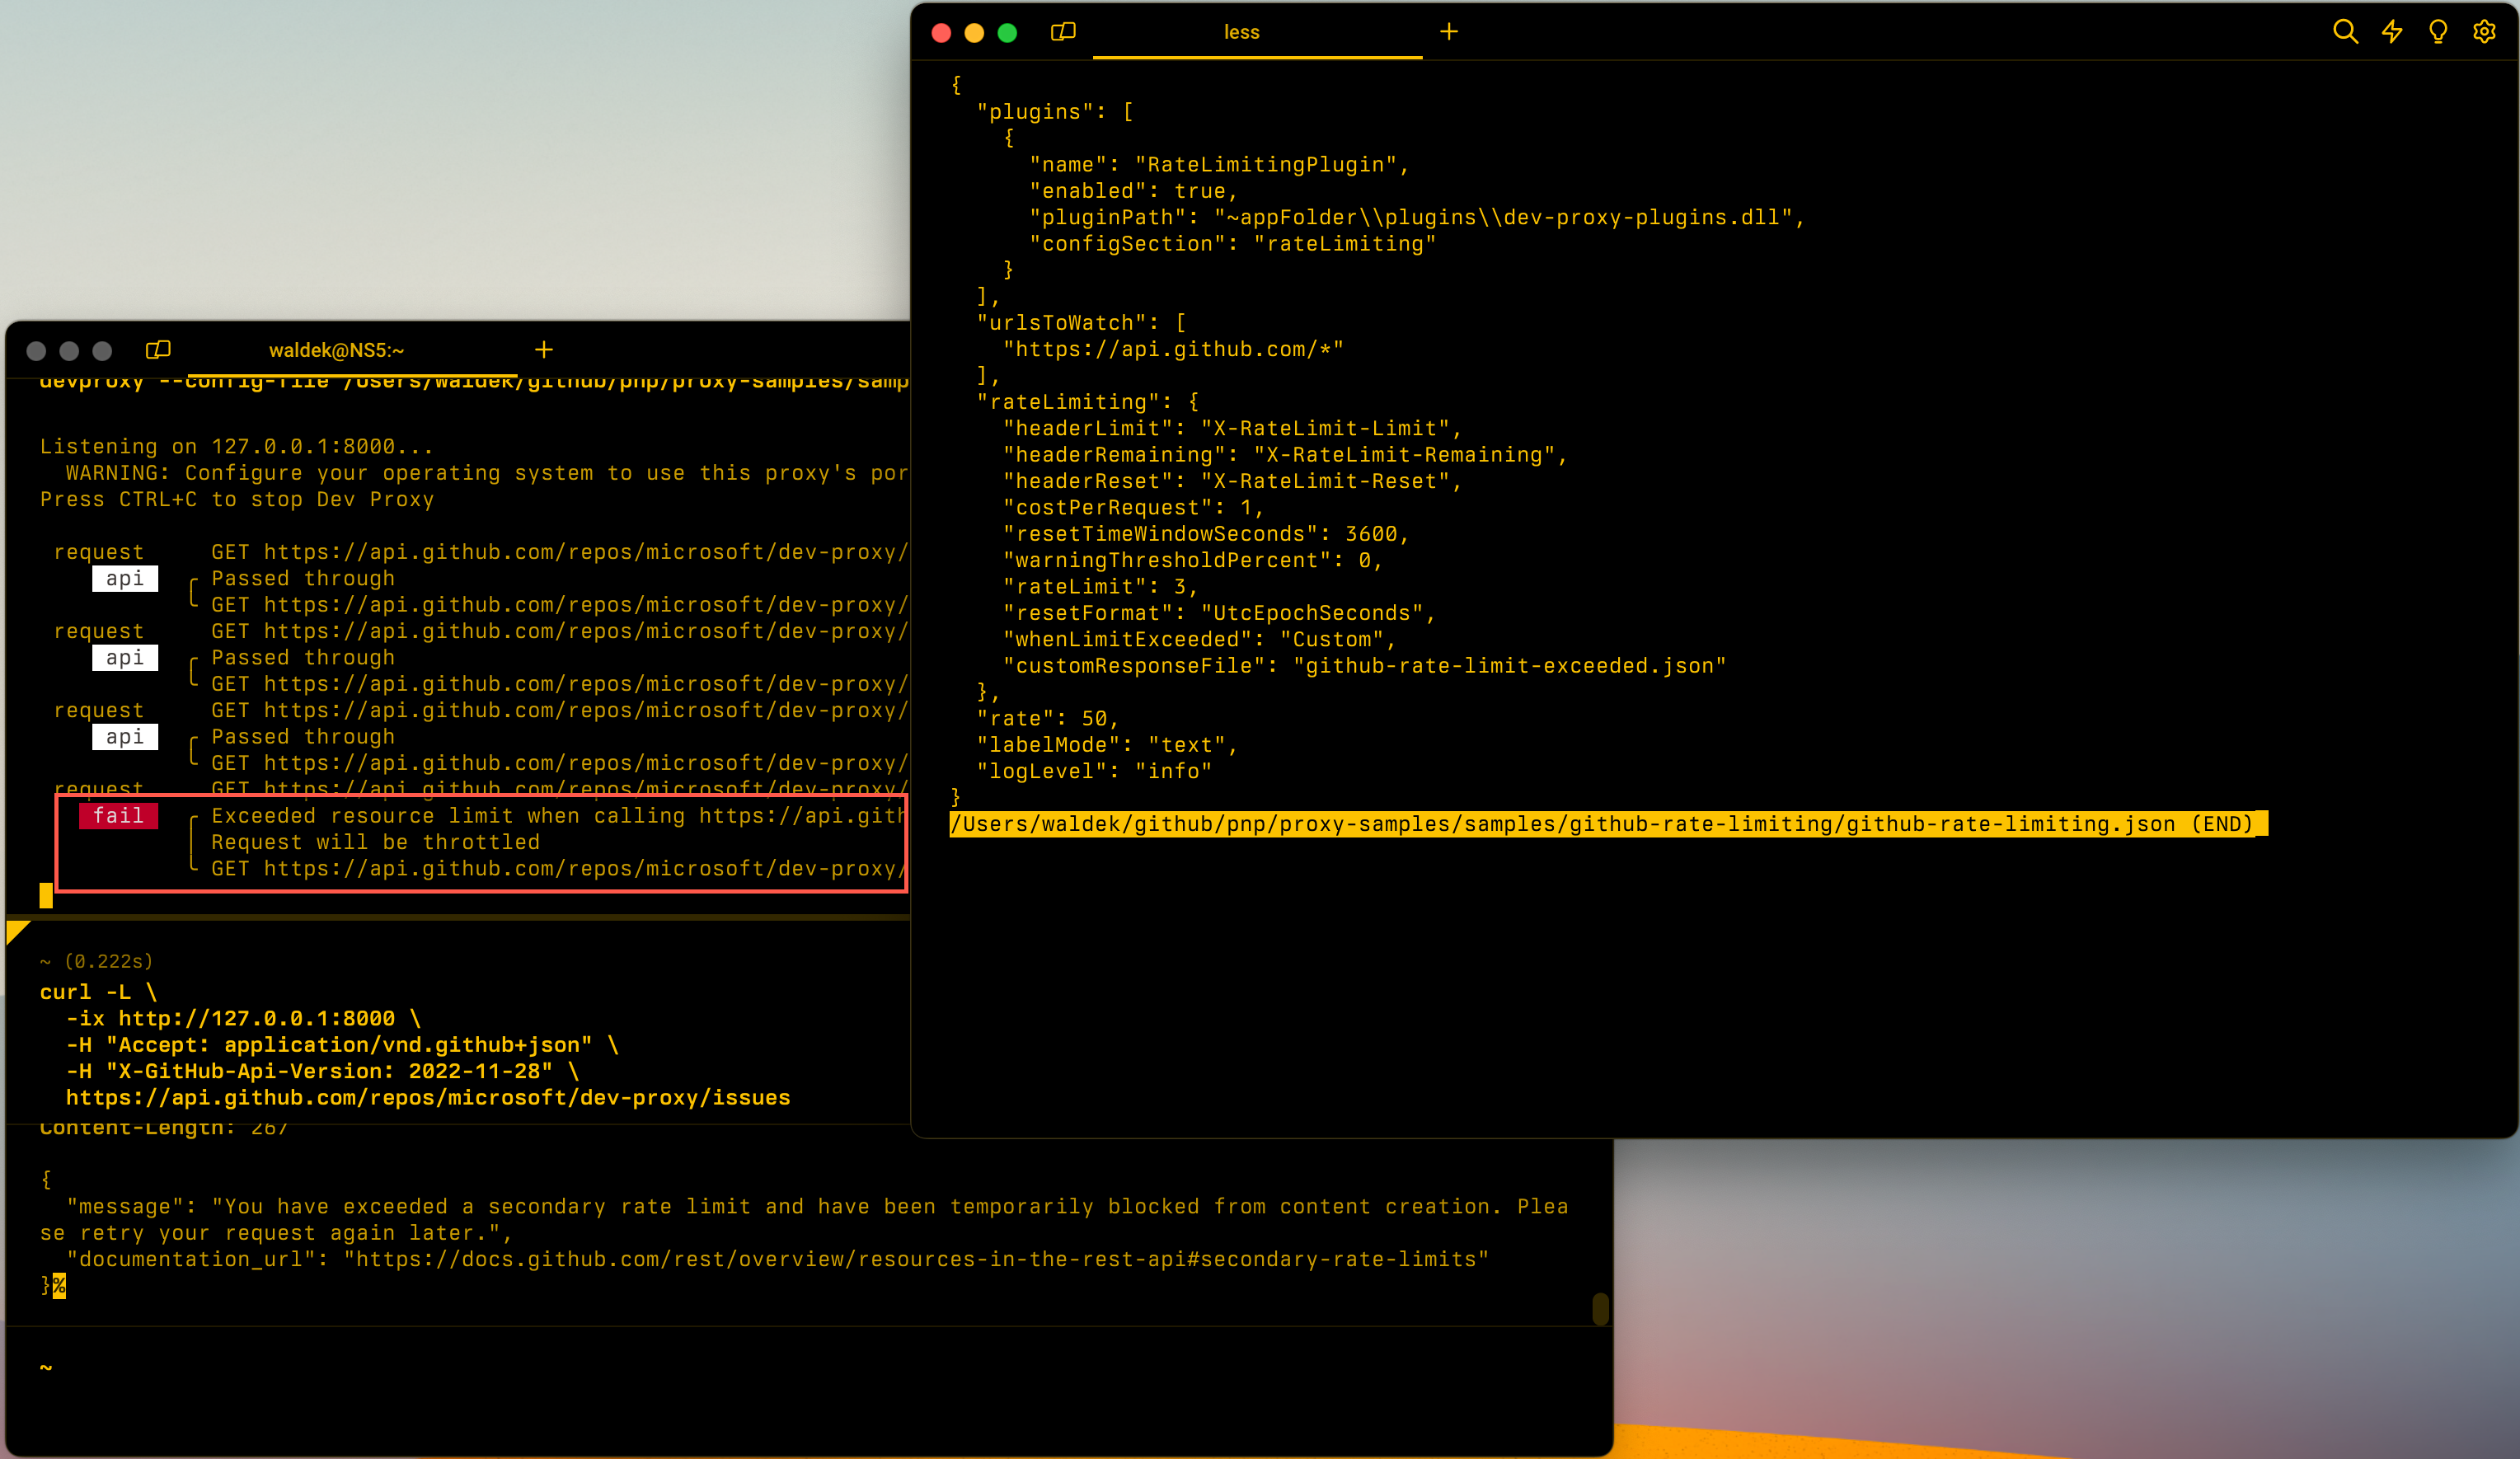 less
{
  "plugins": [
    {
      "name": "RateLimitingPlugin",
      "enabled": true,
      "pluginPath": "~appFolder\\plugins\\dev-proxy-plugins.dll",
      "configSection": "rateLimiting"
    }
  ],
  "urlsToWatch": [
    "https://api.github.com/*"
  ],
  "rateLimiting": {
    "headerLimit": "X-RateLimit-Limit",
    "headerRemaining": "X-RateLimit-Remaining",
    "headerReset": "X-RateLimit-Reset",
    "costPerRequest": 1,
    "resetTimeWindowSeconds": 3600,
    "warningThresholdPercent": 0,
    "rateLimit": 3,
    "resetFormat": "UtcEpochSeconds",
    "whenLimitExceeded": "Custom",
    "customResponseFile": "github-rate-limit-exceeded.json"
  },
  "rate": 50,
  "labelMode": "text",
  "logLevel": "info"
}
/Users/waldek/github/pnp/proxy-samples/samples/github-rate-limiting/github-rate-limiting.json (END)
waldek@NS5:~
devproxy --config-file /Users/waldek/github/pnp/proxy-samples/samp
Listening on 127.0.0.1:8000...
  WARNING: Configure your operating system to use this proxy's por
Press CTRL+C to stop Dev Proxy
request GET https://api.github.com/repos/microsoft/dev-proxy/
api Passed through
GET https://api.github.com/repos/microsoft/dev-proxy/
request GET https://api.github.com/repos/microsoft/dev-proxy/
api Passed through
GET https://api.github.com/repos/microsoft/dev-proxy/
request GET https://api.github.com/repos/microsoft/dev-proxy/
api Passed through
GET https://api.github.com/repos/microsoft/dev-proxy/
request GET https://api.github.com/repos/microsoft/dev-proxy/
fail Exceeded resource limit when calling https://api.gith
Request will be throttled
GET https://api.github.com/repos/microsoft/dev-proxy/
~ (0.222s)
curl -L \
  -ix http://127.0.0.1:8000 \
  -H "Accept: application/vnd.github+json" \
  -H "X-GitHub-Api-Version: 2022-11-28" \
  https://api.github.com/repos/microsoft/dev-proxy/issues
Content-Length: 267
{
  "message": "You have exceeded a secondary rate limit and have been temporarily blocked from content creation. Plea
se retry your request again later.",
  "documentation_url": "https://docs.github.com/rest/overview/resources-in-the-rest-api#secondary-rate-limits"
}%
~